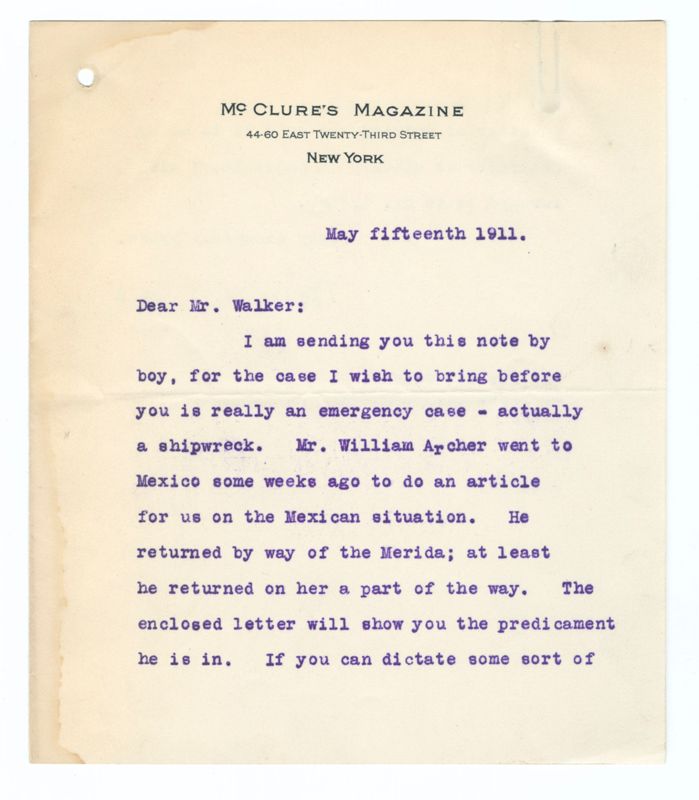 McCLURE'S MAGAZINE
44-60 EAST TWENTY-THIRD STREET
NEW YORK
May fifteenth 1911.
Dear Mr. Walker:
I am sending you this note by
boy, for the case I wish to bring before
you is really an emergency case - actually
a shipwreck. Mr. William Archer went to
Mexico some weeks ago to do an article
for us on the Mexican situation. He
returned by way of the Merida; at least
he returned on her a part of the way. The
enclosed letter will show you the predicament
he is in. If you can dictate some sort of